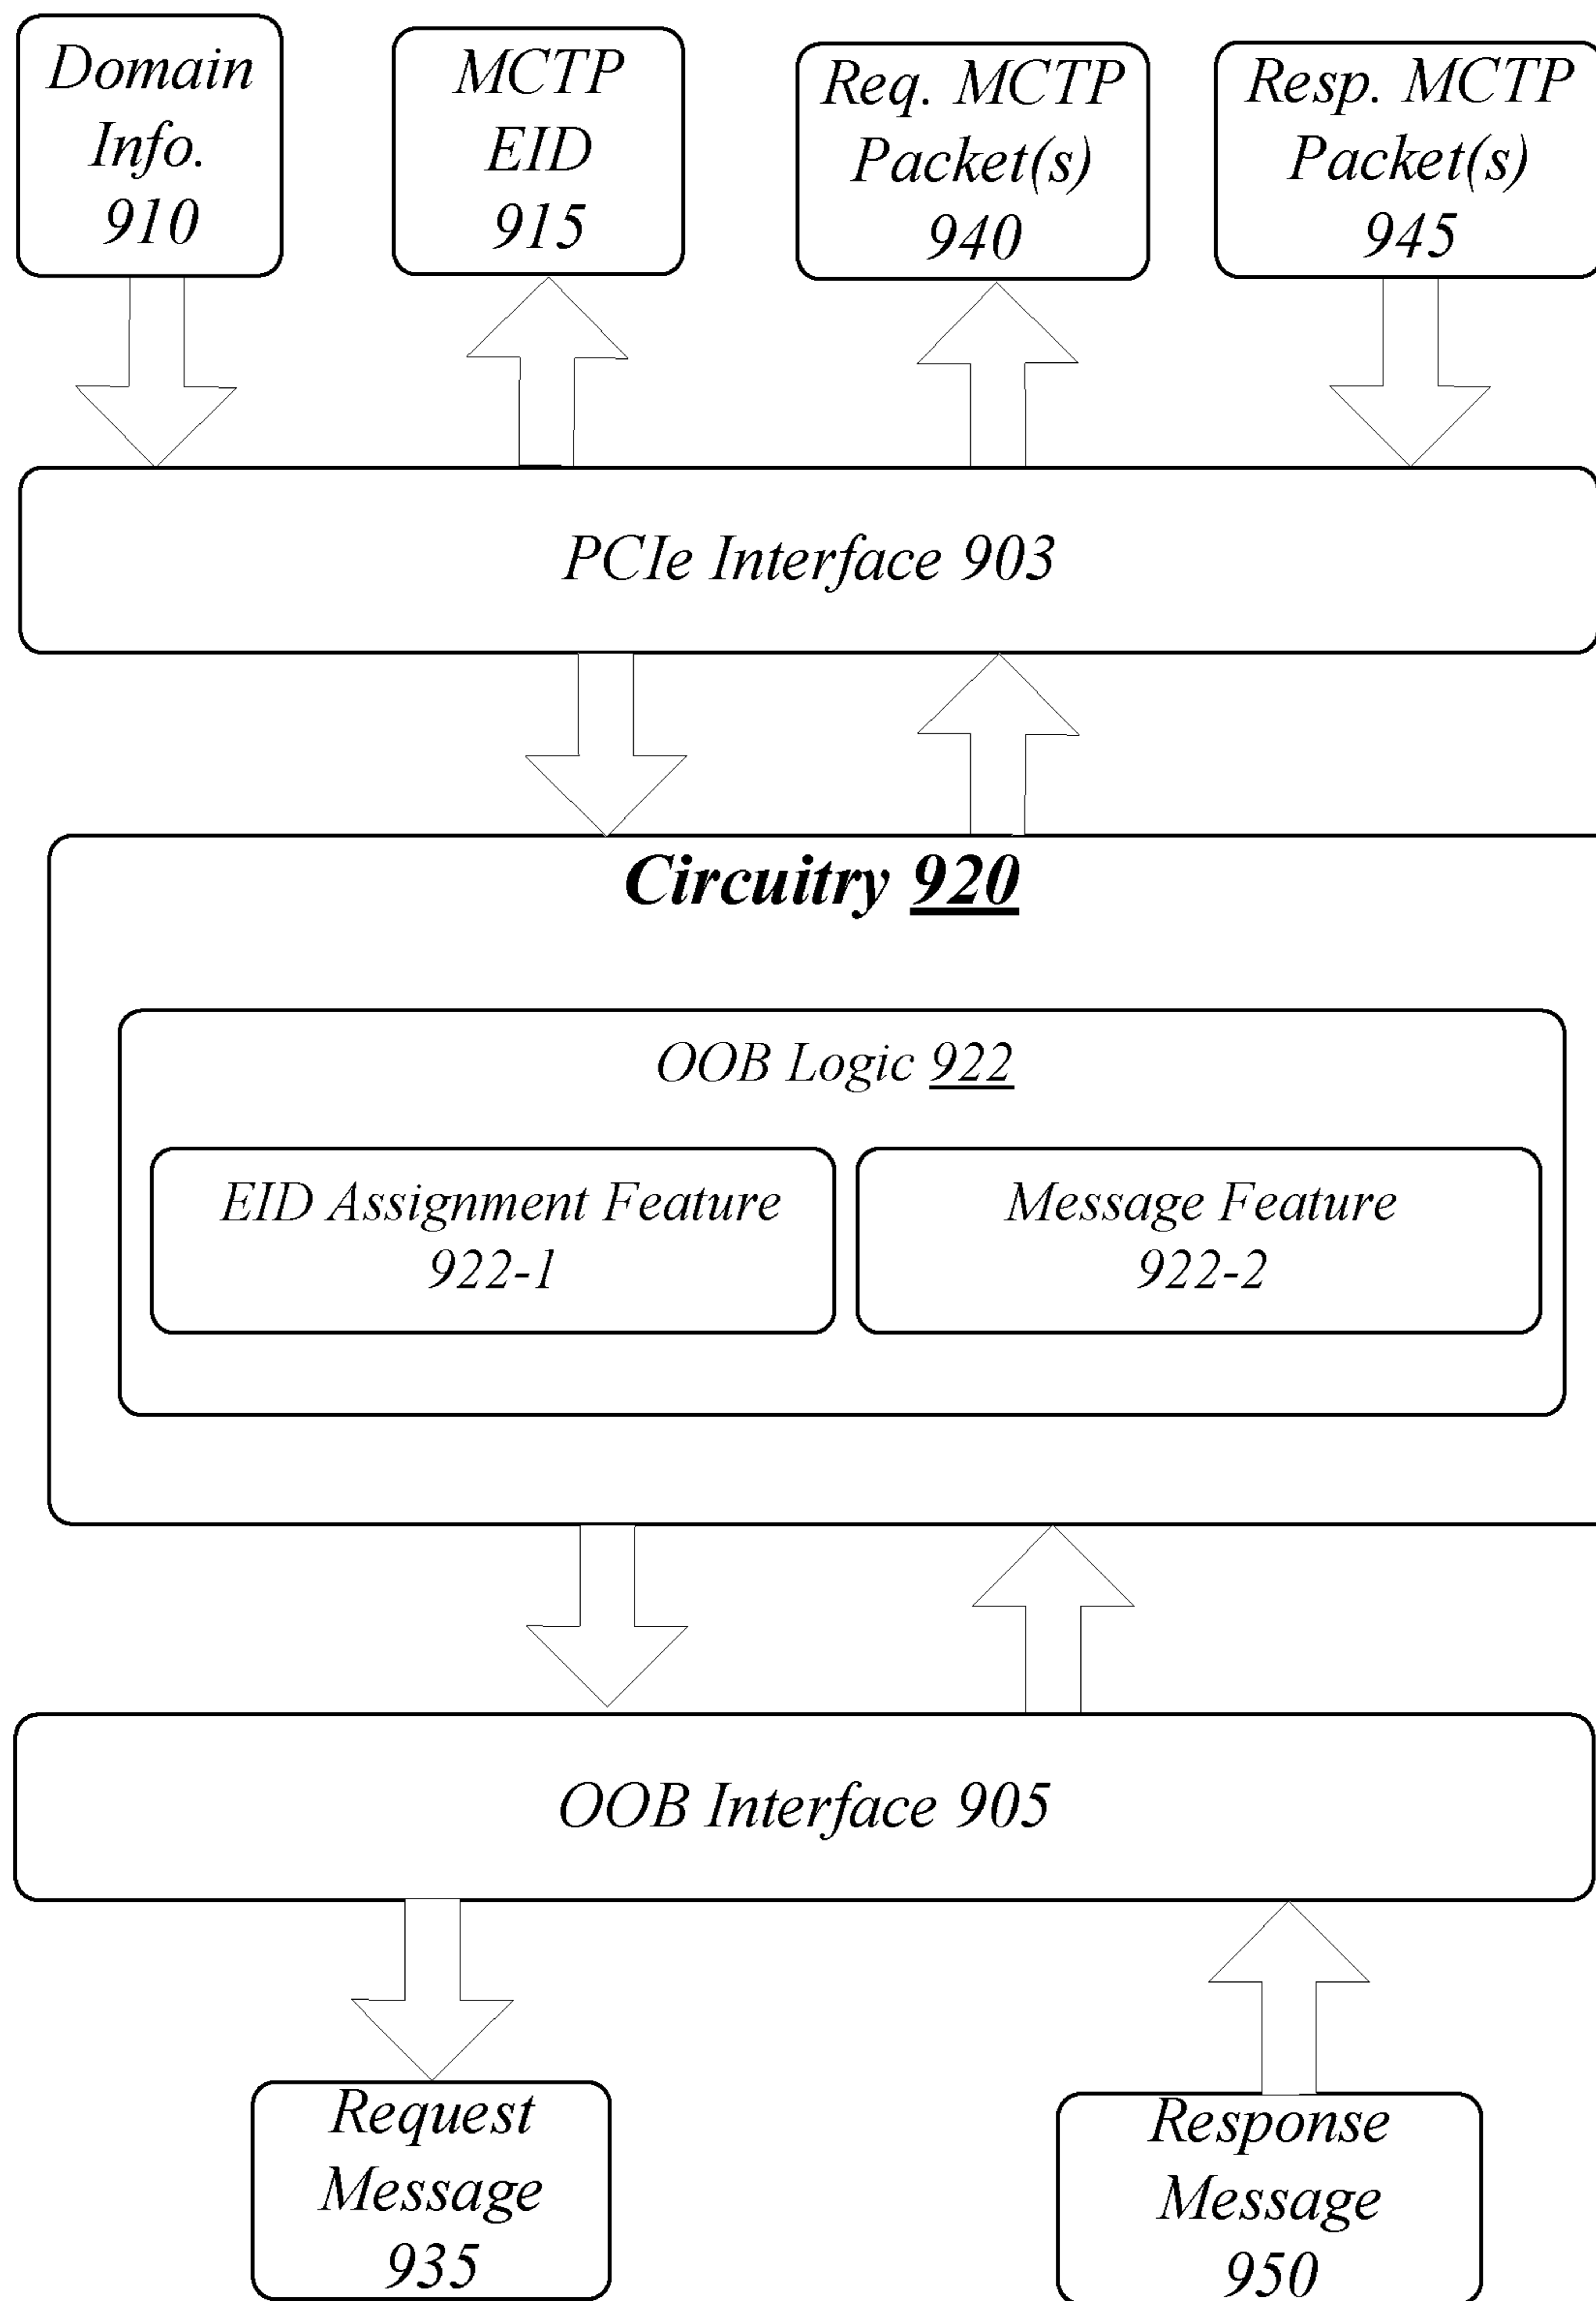 Domain
Info.
910
MCTP
EID
915
Req. MCTP
Packet(s)
940
Resp. MCTP
Packet(s)
945
PCIe Interface 903
Circuitry 920
OOB Logic 922
EID Assignment Feature
922-1
Message Feature
922-2
OOB Interface 905
Request
Message
935
Response
Message
950